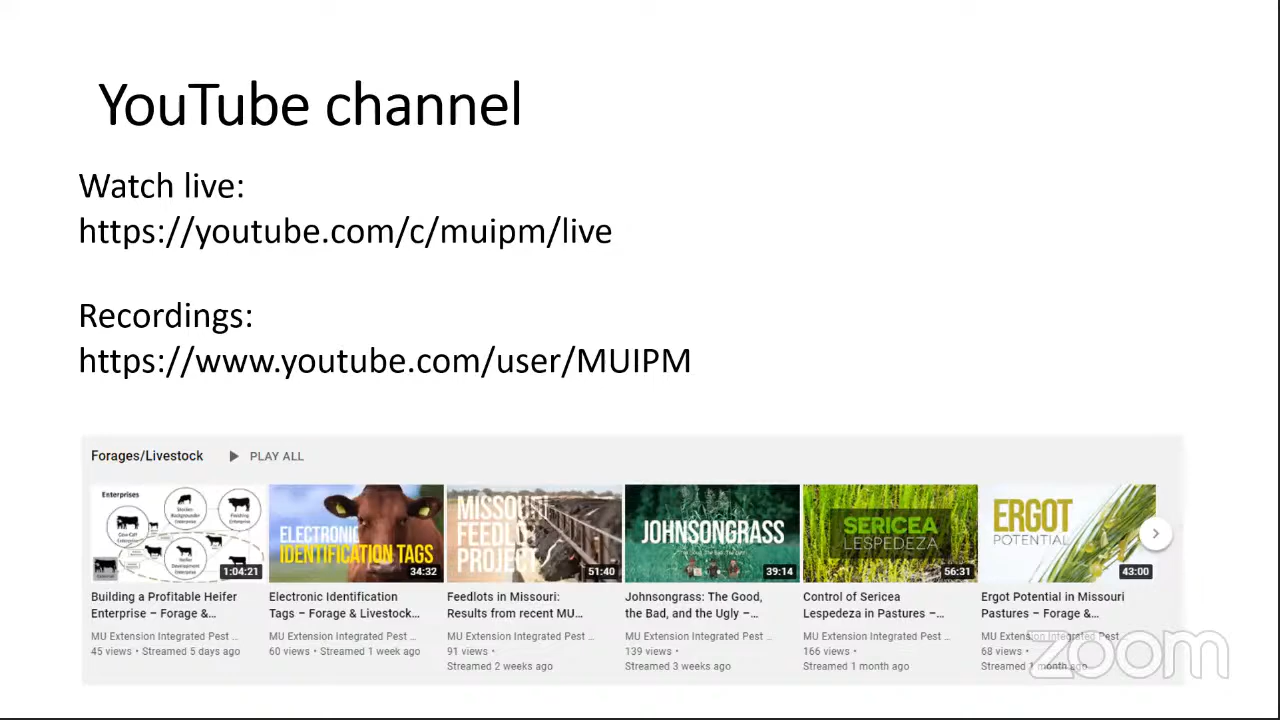 YouTube channel
Watch live:
https://youtube.com/c/muipm/live
Recordings:
https://www.youtube.com/user/MUIPM
Forages/Livestock PLAY ALL
Enterprises
1:04:21
Building a Profitable Heifer
Enterprise – Forage &...
MU Extension Integrated Pest ...
45 views • Streamed 5 days ago
ELECTRONIC
IDENTIFICATION TAGS
34:32
Electronic Identification
Tags – Forage & Livestock...
MU Extension Integrated Pest ...
60 views • Streamed 1 week ago
MISSOURI
FEEDLOT
PROJECT
51:40
Feedlots in Missouri:
Results from recent MU...
MU Extension Integrated Pest ...
91 views •
Streamed 2 weeks ago
JOHNSONGRASS
The Good, The Bad, The Ugly
39:14
Johnsongrass: The Good,
the Bad, and the Ugly –...
MU Extension Integrated Pest ...
139 views •
Streamed 3 weeks ago
SERICEA
LESPEDEZA
56:31
Control of Sericea
Lespedeza in Pastures –...
MU Extension Integrated Pest ...
166 views •
Streamed 1 month ago
ERGOT
POTENTIAL
43:00
Ergot Potential in Missouri
Pastures – Forage &...
MU Extension Integrated Pest ...
68 views •
Streamed 1 month ago
zoom